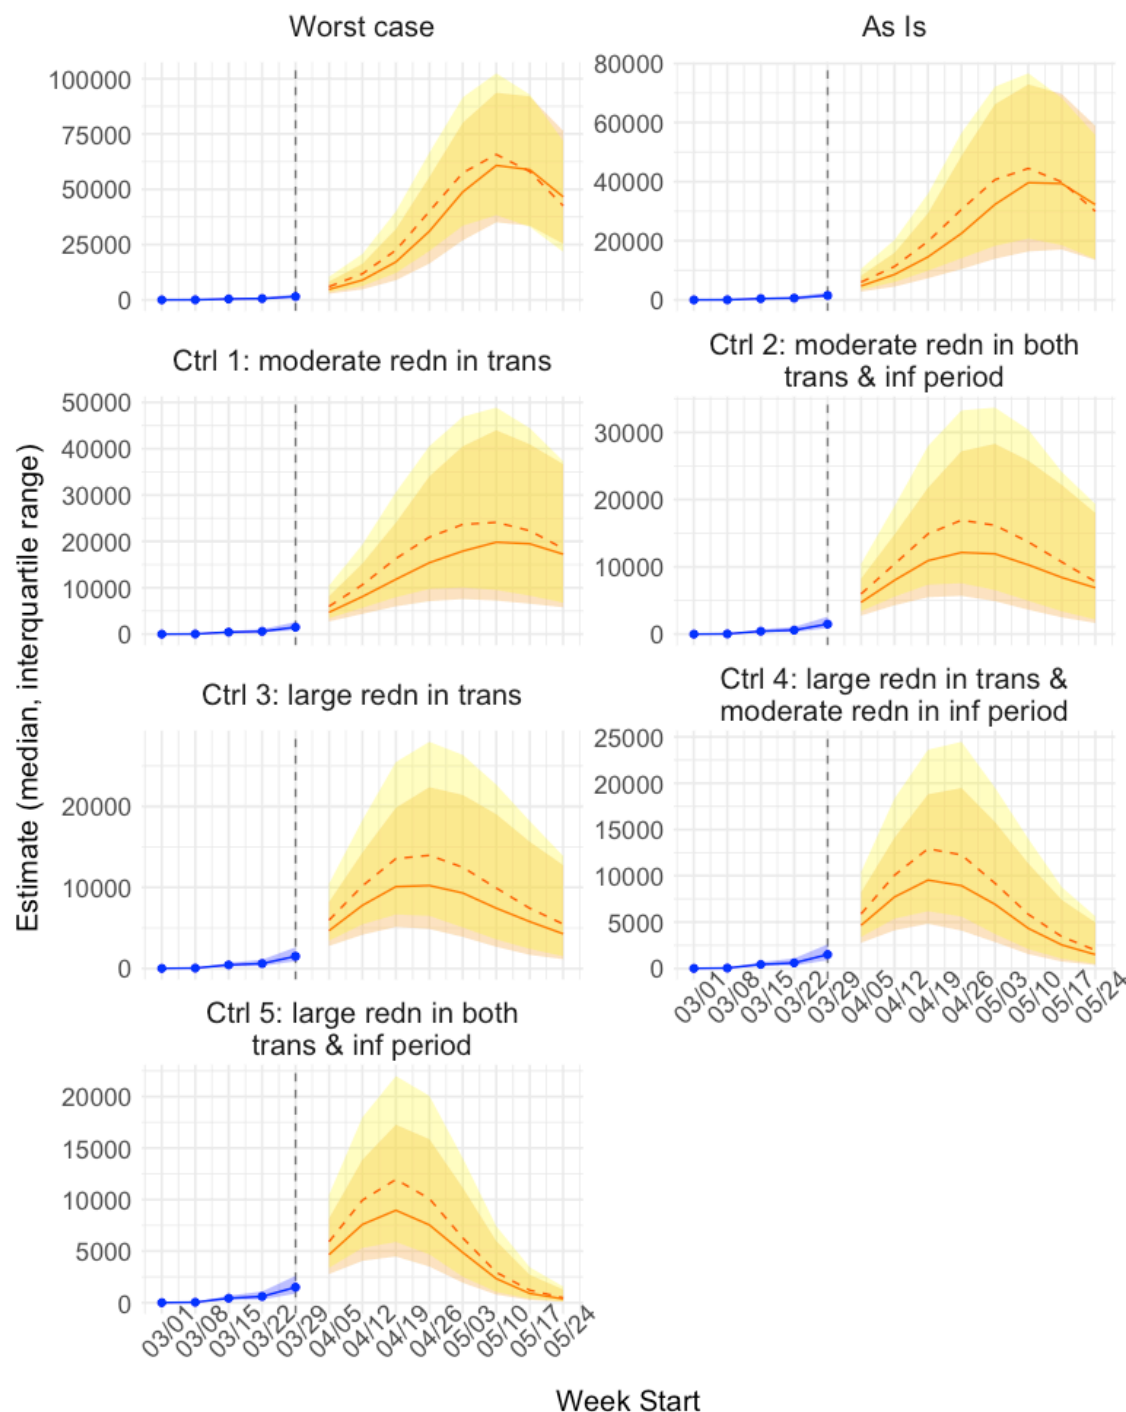 Worst case
As Is
100000
75000
50000
25000
0
80000
60000
40000
20000
0
Ctrl 1: moderate redn in trans
Ctrl 2: moderate redn in both
trans & inf period
50000
40000
30000
20000
10000
0
30000
20000
10000
0
Estimate (median, interquartile range)
Ctrl 3: large redn in trans
Ctrl 4: large redn in trans &
moderate redn in inf period
20000
10000
0
25000
20000
15000
10000
5000
0
03/01 03/08 03/15 03/22 03/29 04/05 04/12 04/19 04/26 05/03 05/10 05/17 05/24
Ctrl 5: large redn in both
trans & inf period
20000
15000
10000
5000
0
03/01 03/08 03/15 03/22 03/29 04/05 04/12 04/19 04/26 05/03 05/10 05/17 05/24
Week Start